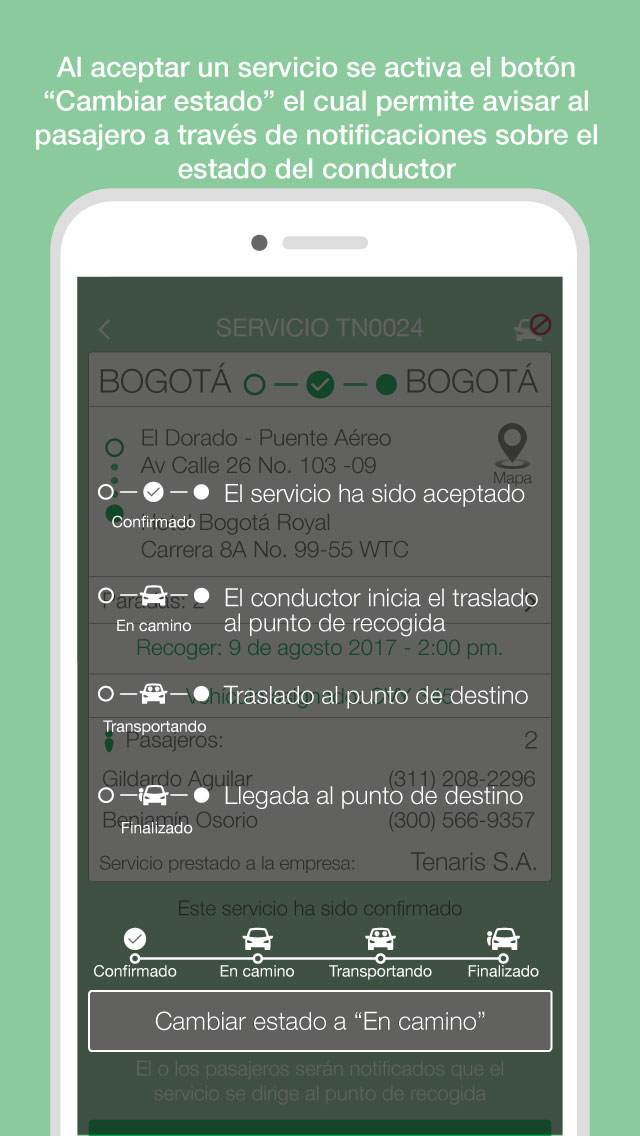 Al aceptar un servicio se activa el botón
“Cambiar estado” el cual permite avisar al
pasajero a través de notificaciones sobre el
estado del conductor
SERVICIO TN0024
BOGOTÁ BOGOTÁ
El Dorado - Puente Aéreo
Av Calle 26 No. 103 -09
Mapa
El servicio ha sido aceptado
Confirmado
Hotel Bogotá Royal
Carrera 8A No. 99-55 WTC
Paradas: 2
El conductor inicia el traslado
al punto de recogida
En camino
Recoger: 9 de agosto 2017 - 2:00 pm.
Traslado al punto de destino
Transportando
Pasajeros: 2
Gildardo Aguilar (311) 208-2296
Llegada al punto de destino
Benjamín Osorio (300) 566-9357
Finalizado
Servicio prestado a la empresa: Tenaris S.A.
Este servicio ha sido confirmado
Confirmado En camino Transportando Finalizado
Cambiar estado a “En camino”
El o los pasajeros serán notificados que el
servicio se dirige al punto de recogida